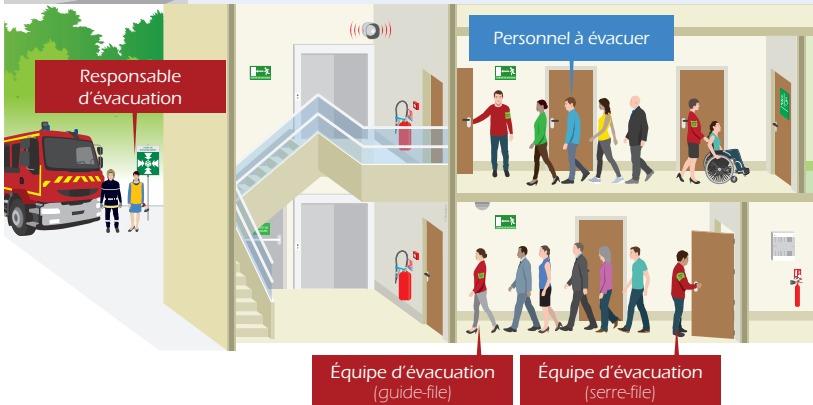 Personnel à évacuer
Responsable
d'évacuation
Équipe d'évacuation
(guide-file)
Équipe d'évacuation
(serre-file)